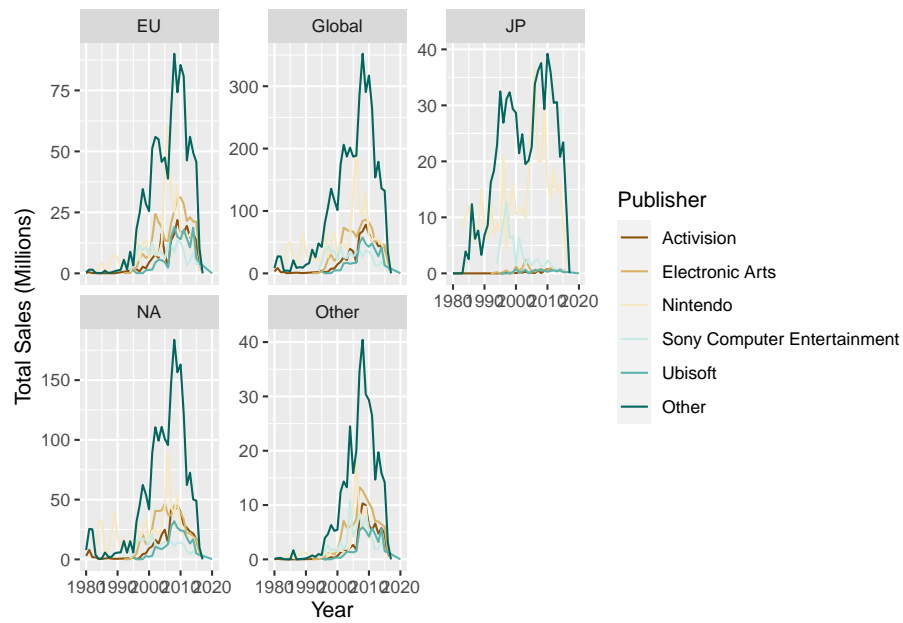 EU
Global
JP
75
50
25
0
300
200
100
0
40
30
20
10
0
1980 1990 2000 2010 2020
NA
Other
150
100
50
0
40
30
20
10
0
1980 1990 2000 2010 2020
1980 1990 2000 2010 2020
Total Sales (Millions)
Year
Publisher
Activision
Electronic Arts
Nintendo
Sony Computer Entertainment
Ubisoft
Other